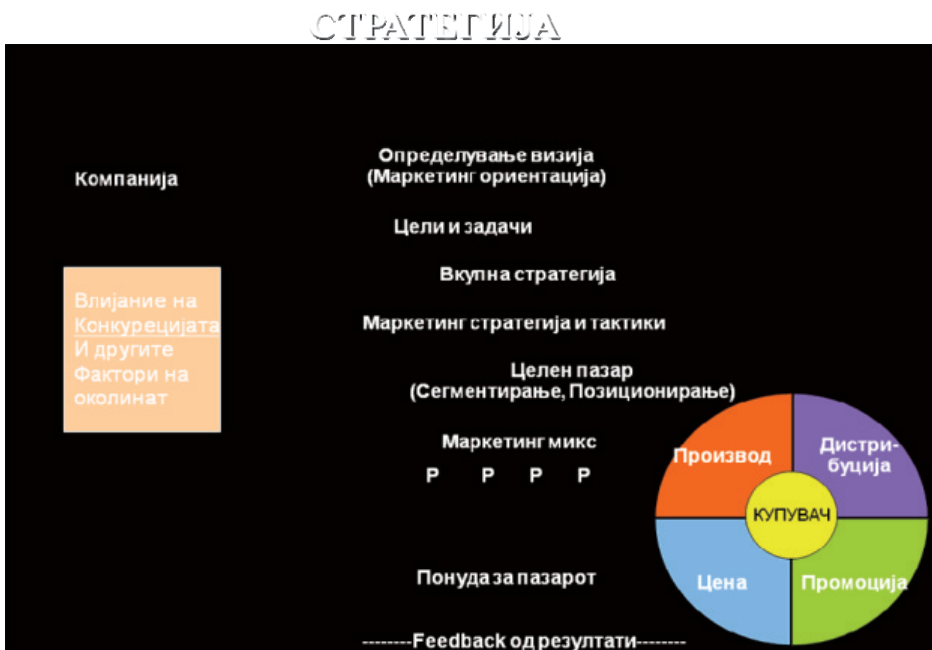 СТРАТЕГИЈА
Определување визија
(Маркетинг ориентација)
Компанија
Цели и задачи
Вкупна стратегија
Влијание на
Конкурецијата
И другите
Фактори на
околинат
Маркетинг стратегија и тактики
Целен пазар
(Сегментирање, Позиционирање)
Маркетинг микс
P P P P
Производ
Дистри-
буција
КУПУВАЧ
Цена
Промоција
Понуда за пазарот
--------Feedback од резултати-------